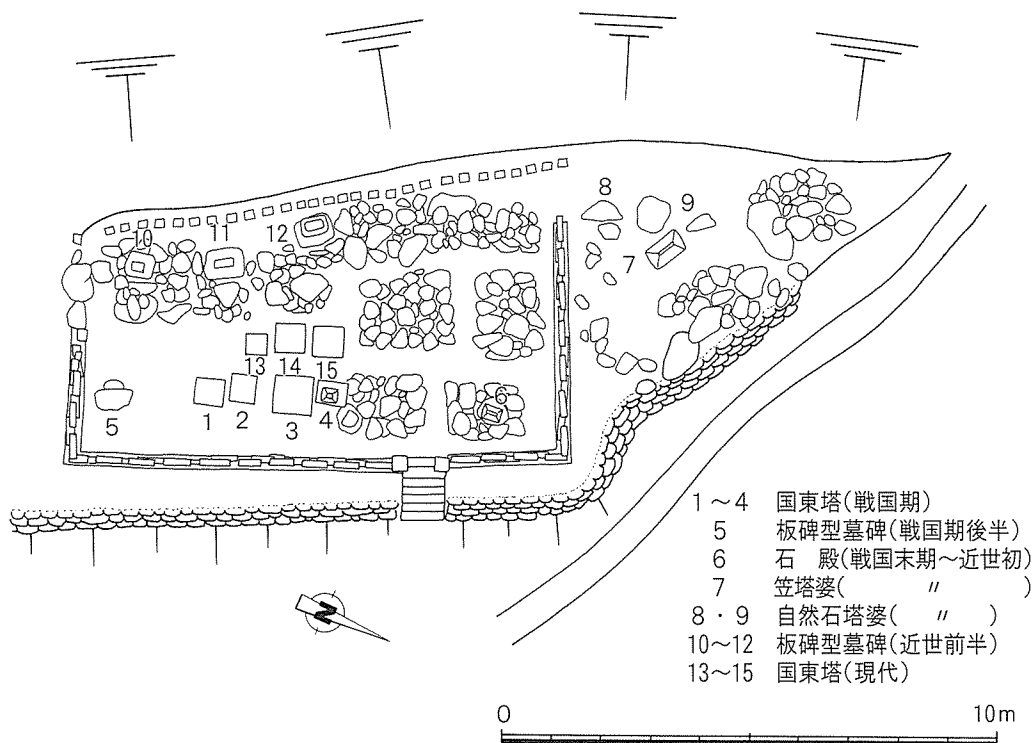 8
9
10
11
12
7
13
14
15
6
5
1
2
3
4
1～4 国東塔(戦国期)
5 板碑型墓碑(戦国期後半)
6 石 殿(戦国末期～近世初)
7 笠塔婆( 〃 )
8・9 自然石塔婆( 〃 )
10～12 板碑型墓碑(近世前半)
13～15 国東塔(現代)
N
0 10m